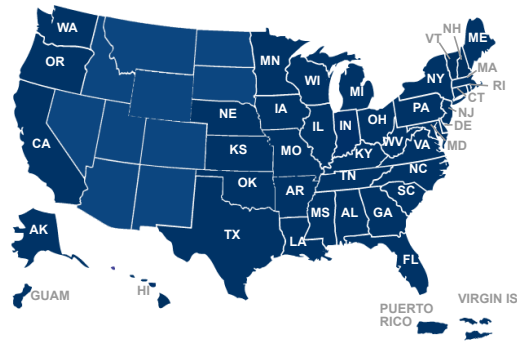 WA
OR
CA
NE
KS
OK
TX
MN
IA
MO
AR
LA
WI
IL
MI
IN
OH
KY
TN
MS
AL
GA
FL
SC
NC
VA
WV
PA
NY
VT
NH
ME
MA
RI
CT
NJ
DE
MD
AK
HI
GUAM
PUERTO
RICO
VIRGIN IS